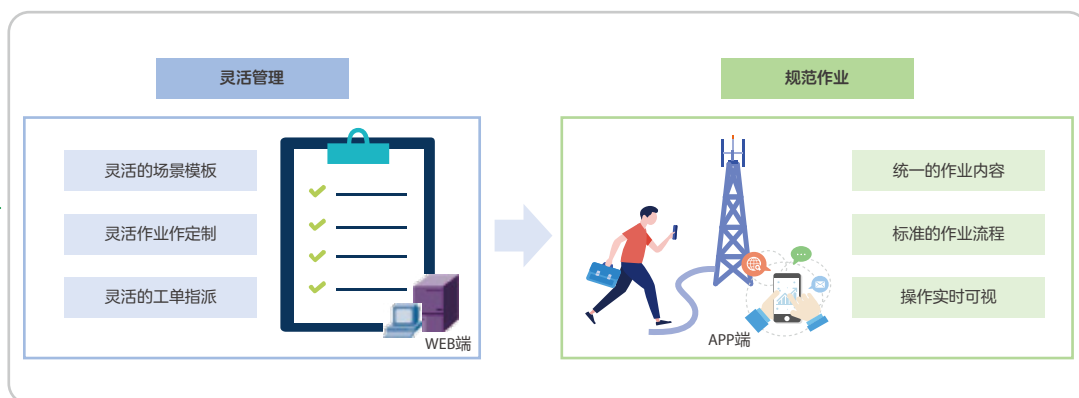 灵活管理
灵活的场景模板
灵活作业作定制
灵活的工单指派
WEB端
规范作业
统一的作业内容
标准的作业流程
操作实时可视
APP端